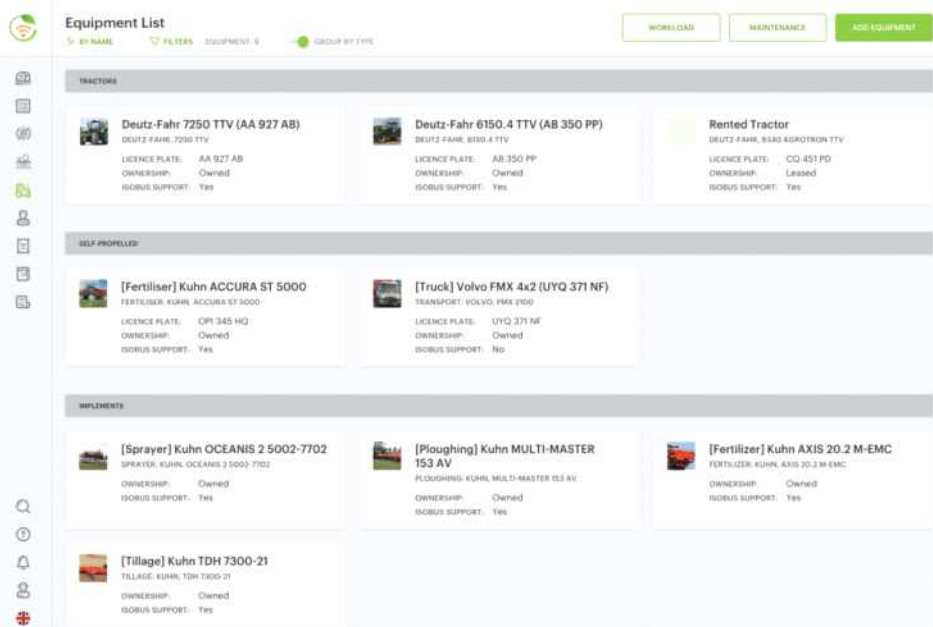 Equipment List
BY NAME FILTERS EQUIPMENT: 9 GROUP BY TYPE
WORKLOAD MAINTENANCE ADD EQUIPMENT
TRACTORS
Deutz-Fahr 7250 TTV (AA 927 AB)
DEUTZ-FAHR, 7250 TTV
LICENCE PLATE: AA 927 AB
OWNERSHIP: Owned
ISOBUS SUPPORT: Yes
Deutz-Fahr 6150.4 TTV (AB 350 PP)
DEUTZ-FAHR, 6150.4 TTV
LICENCE PLATE: AB 350 PP
OWNERSHIP: Owned
ISOBUS SUPPORT: Yes
Rented Tractor
DEUTZ-FAHR, 9340 AGROTRON TTV
LICENCE PLATE: CQ 451 PD
OWNERSHIP: Leased
ISOBUS SUPPORT: Yes
SELF-PROPELLED
[Fertiliser] Kuhn ACCURA ST 5000
FERTILISER: KUHN, ACCURA ST 5000
LICENCE PLATE: OPI 345 HQ
OWNERSHIP: Owned
ISOBUS SUPPORT: Yes
[Truck] Volvo FMX 4x2 (UYQ 371 NF)
TRANSPORT: VOLVO, FMX 2100
LICENCE PLATE: UYQ 371 NF
OWNERSHIP: Owned
ISOBUS SUPPORT: No
IMPLEMENTS
[Sprayer] Kuhn OCEANIS 2 5002-7702
SPRAYER: KUHN, OCEANIS 2 5002-7702
OWNERSHIP: Owned
ISOBUS SUPPORT: Yes
[Ploughing] Kuhn MULTI-MASTER
153 AV
PLOUGHING: KUHN, MULTI-MASTER 153 AV
OWNERSHIP: Owned
ISOBUS SUPPORT: Yes
[Fertilizer] Kuhn AXIS 20.2 M-EMC
FERTILIZER: KUHN, AXIS 20.2 M-EMC
OWNERSHIP: Owned
ISOBUS SUPPORT: Yes
[Tillage] Kuhn TDH 7300-21
TILLAGE: KUHN, TDH 7300-21
OWNERSHIP: Owned
ISOBUS SUPPORT: Yes